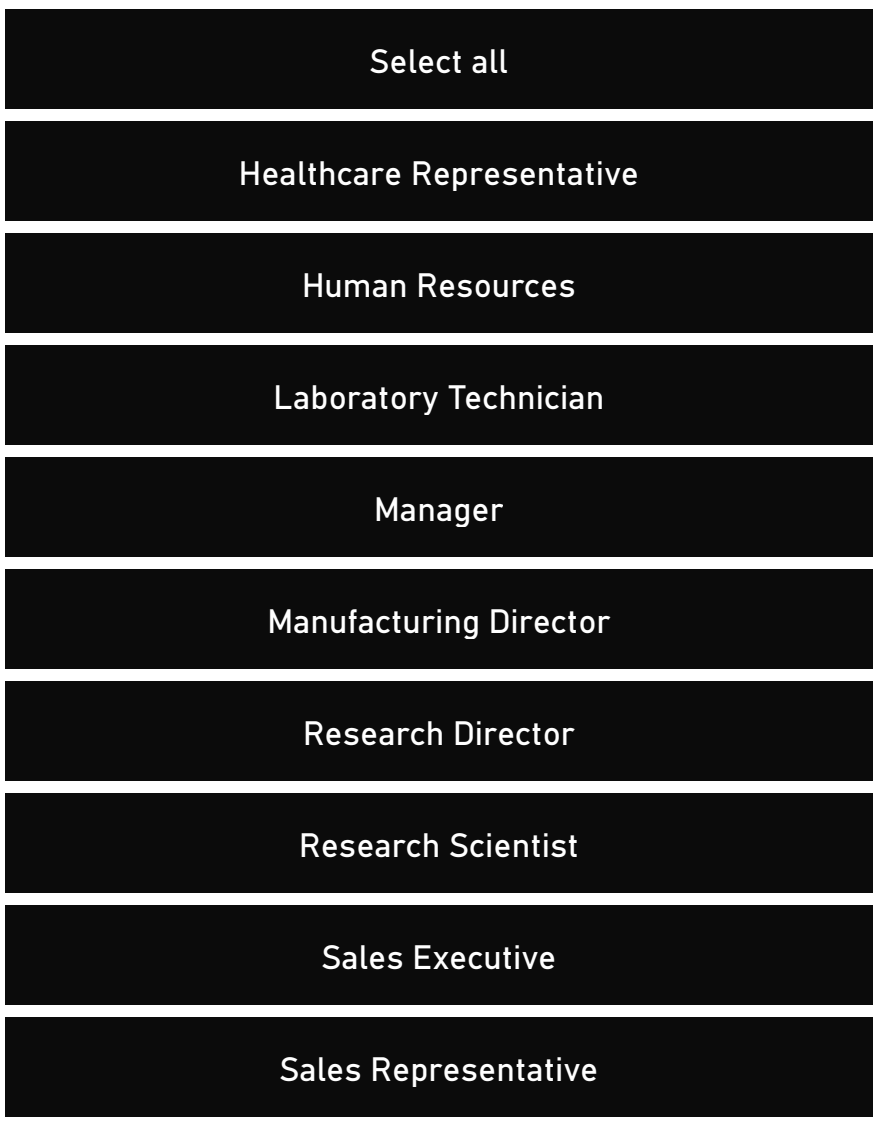 Select all
Healthcare Representative
Human Resources
Laboratory Technician
Manager
Manufacturing Director
Research Director
Research Scientist
Sales Executive
Sales Representative